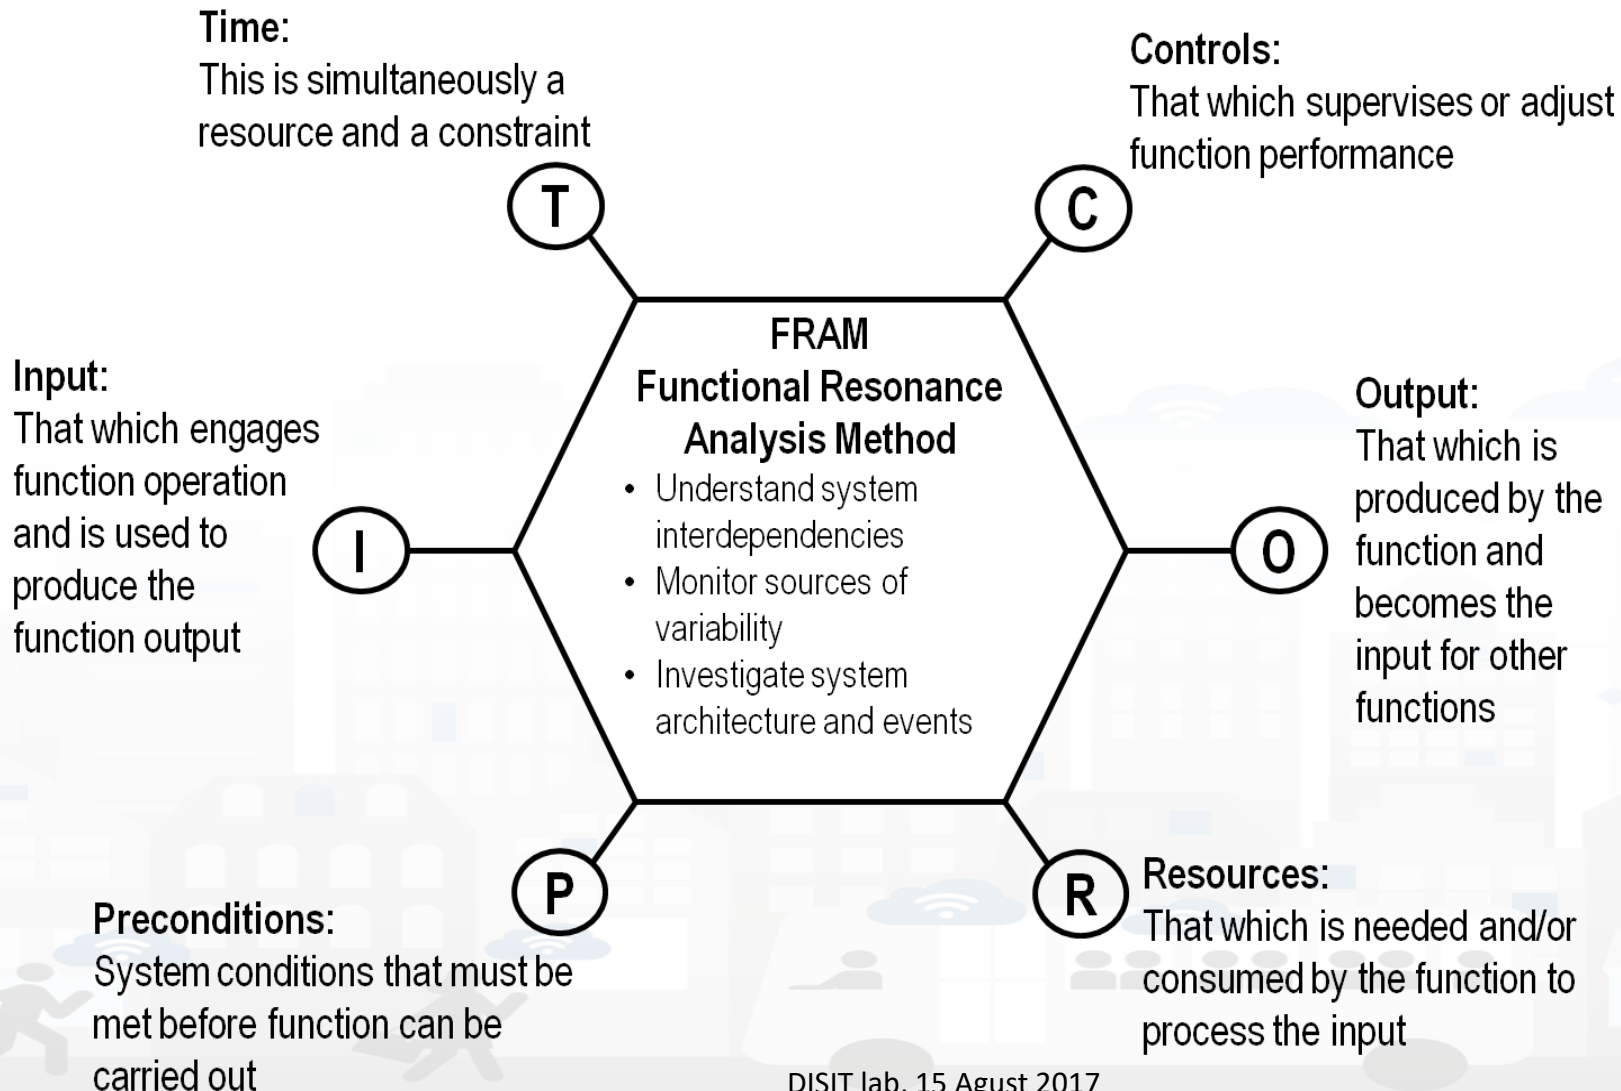 Time:
This is simultaneously a
resource and a constraint
T
Controls:
That which supervises or adjust
function performance
C
FRAM
Functional Resonance
Analysis Method
• Understand system
interdependencies
• Monitor sources of
variability
• Investigate system
architecture and events
Input:
That which engages
function operation
and is used to
produce the
function output
I
Output:
That which is
produced by the
function and
becomes the
input for other
functions
O
Preconditions:
System conditions that must be
met before function can be
carried out
P
Resources:
That which is needed and/or
consumed by the function to
process the input
R
DISIT lab, 15 Agust 2017